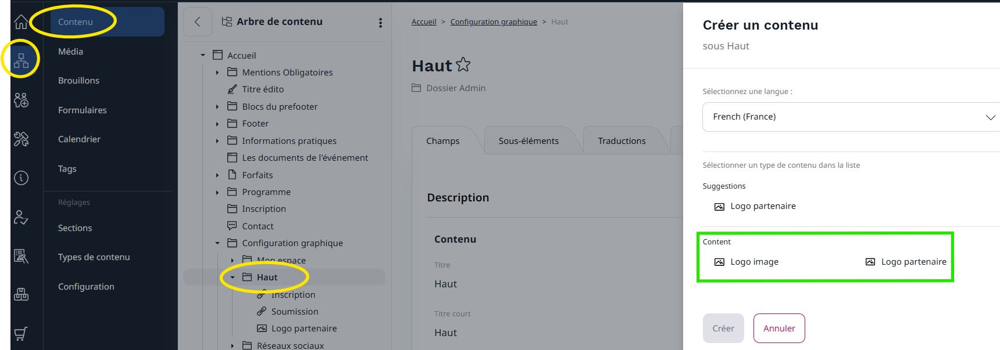 Contenu
Média
Brouillons
Formulaires
Calendrier
Tags
Réglages
Sections
Types de contenu
Configuration
Arbre de contenu
Accueil
Mentions Obligatoires
Titre édito
Blocs du prefooter
Footer
Informations pratiques
Les documents de l'événement
Forfaits
Programme
Inscription
Contact
Configuration graphique
Mon espace
Haut
Inscription
Soumission
Logo partenaire
Réseaux sociaux
Accueil > Configuration graphique > Haut
Haut
Dossier Admin
Champs Sous-éléments Traductions
Description
Contenu
Titre
Haut
Titre court
Haut
Créer un contenu
sous Haut
Sélectionnez une langue :
French (France)
Sélectionner un type de contenu dans la liste
Suggestions
Logo partenaire
Content
Logo image Logo partenaire
Créer Annuler